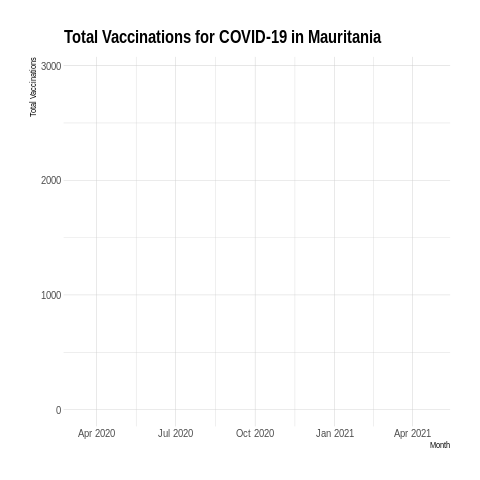 Total Vaccinations for COVID-19 in Mauritania
Total Vaccinations
3000
2000
1000
0
Apr 2020 Jul 2020 Oct 2020 Jan 2021 Apr 2021
Month